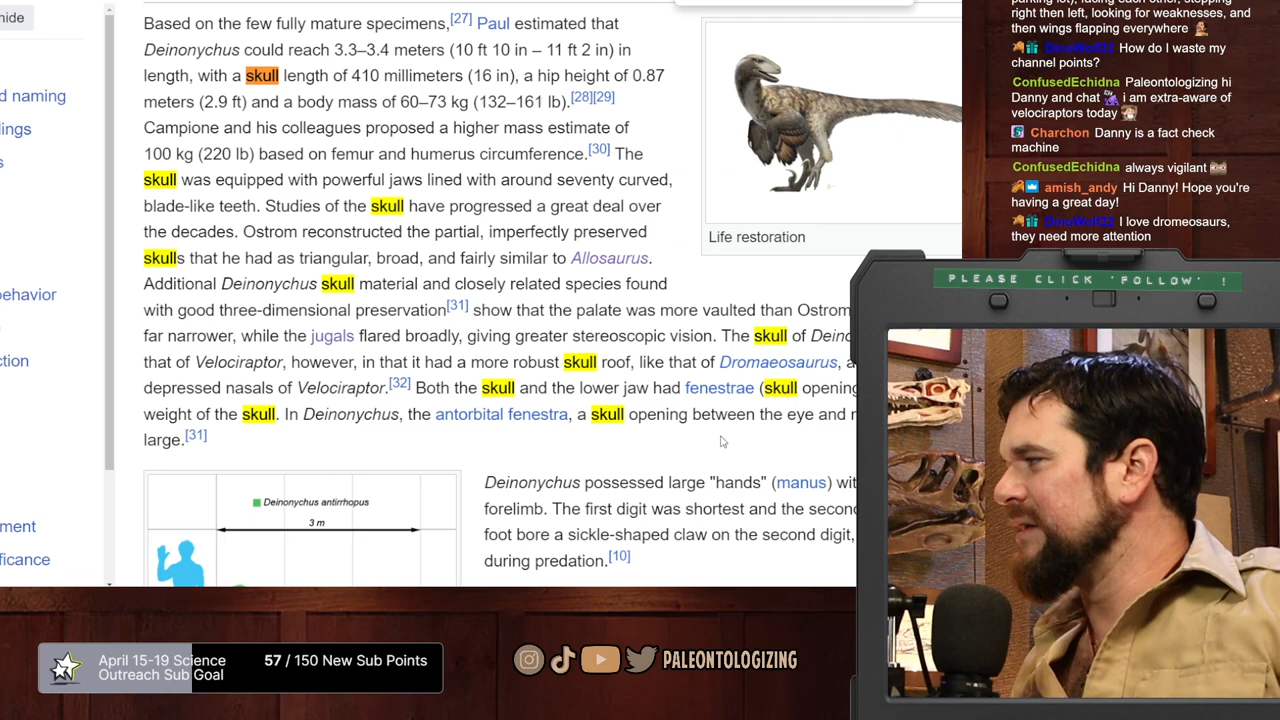 hide
d naming
lings
s
behavior
ction
ment
ificance
Based on the few fully mature specimens,[27] Paul estimated that
Deinonychus could reach 3.3–3.4 meters (10 ft 10 in – 11 ft 2 in) in
length, with a skull length of 410 millimeters (16 in), a hip height of 0.87
meters (2.9 ft) and a body mass of 60–73 kg (132–161 lb).[28][29]
Campione and his colleagues proposed a higher mass estimate of
100 kg (220 lb) based on femur and humerus circumference.[30] The
skull was equipped with powerful jaws lined with around seventy curved,
blade-like teeth. Studies of the skull have progressed a great deal over
the decades. Ostrom reconstructed the partial, imperfectly preserved
skulls that he had as triangular, broad, and fairly similar to Allosaurus.
Additional Deinonychus skull material and closely related species found
with good three-dimensional preservation[31] show that the palate was more vaulted than Ostrom
far narrower, while the jugals flared broadly, giving greater stereoscopic vision. The skull of Deino
that of Velociraptor, however, in that it had a more robust skull roof, like that of Dromaeosaurus, a
depressed nasals of Velociraptor.[32] Both the skull and the lower jaw had fenestrae (skull opening
weight of the skull. In Deinonychus, the antorbital fenestra, a skull opening between the eye and n
large.[31]
Life restoration
Deinonychus antirrhopus
3 m
Deinonychus possessed large "hands" (manus) wit
forelimb. The first digit was shortest and the second
foot bore a sickle-shaped claw on the second digit,
during predation.[10]
parking lot), facing each other, stepping
right then left, looking for weaknesses, and
then wings flapping everywhere
DinoWolf22 How do I waste my
channel points?
ConfusedEchidna Paleontologizing hi
Danny and chat i am extra-aware of
velociraptors today
Charchon Danny is a fact check
machine
ConfusedEchidna always vigilant
amish_andy Hi Danny! Hope you're
having a great day!
DinoWolf22 I love dromeosaurs,
they need more attention
PLEASE CLICK 'FOLLOW' !
April 15-19 Science
Outreach Sub Goal
57 / 150 New Sub Points
PALEONTOLOGIZING